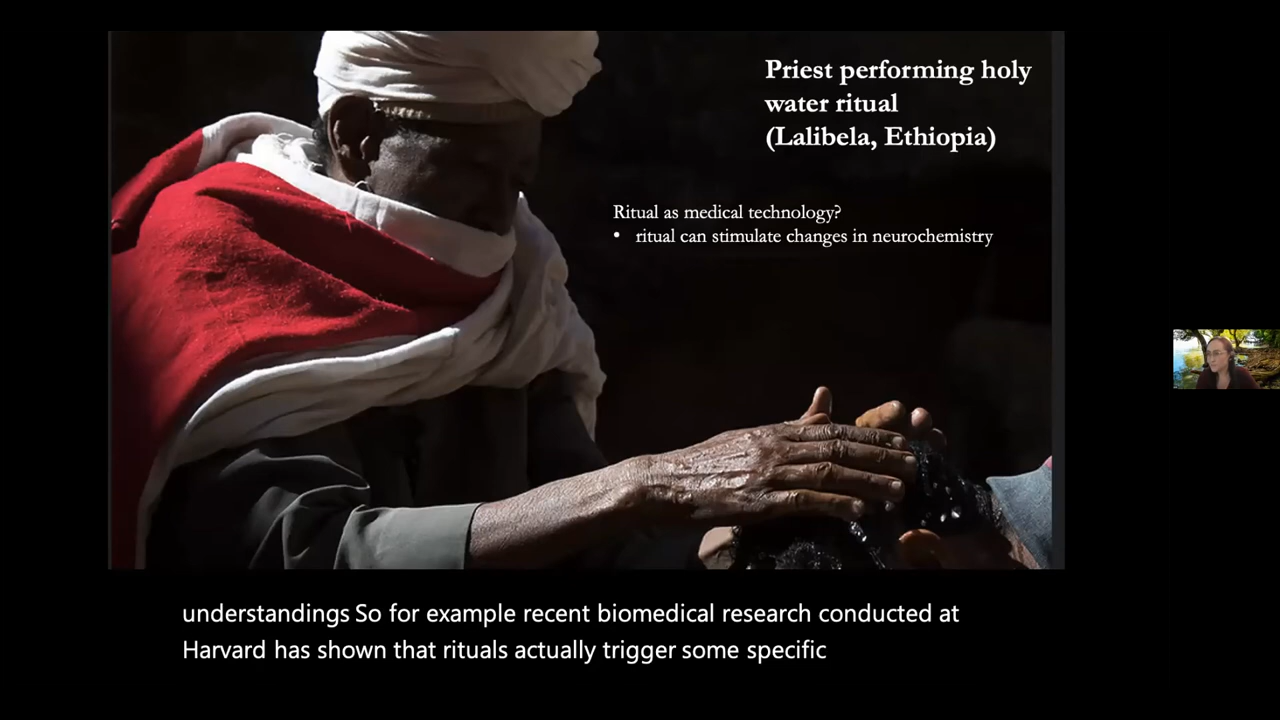 Priest performing holy
water ritual
(Lalibela, Ethiopia)
Ritual as medical technology?
• ritual can stimulate changes in neurochemistry
understandings So for example recent biomedical research conducted at
Harvard has shown that rituals actually trigger some specific